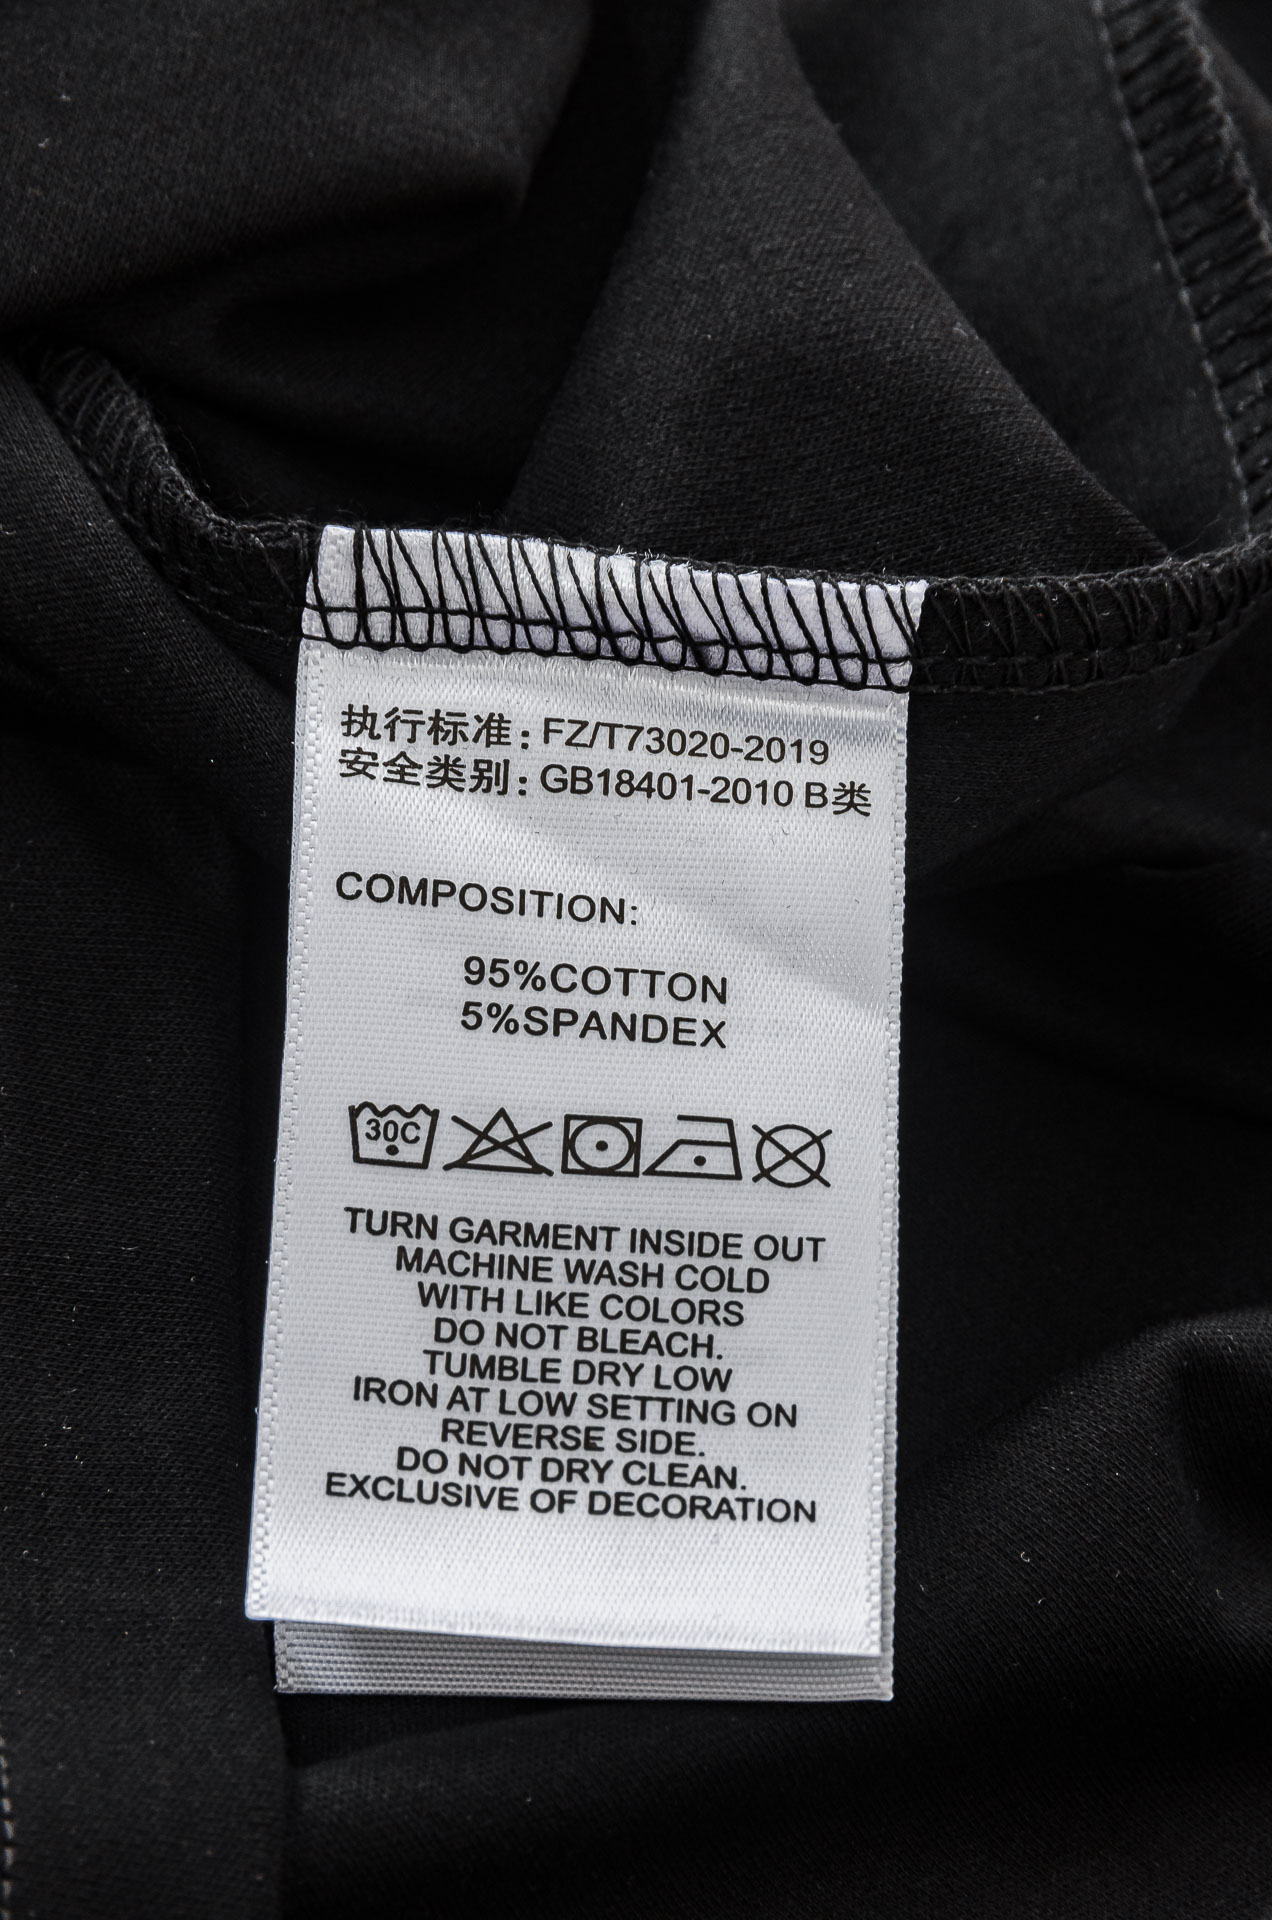 执行标准: FZ/T73020-2019
安全类别: GB18401-2010 B类
COMPOSITION:
95%COTTON
5%SPANDEX
30C
TURN GARMENT INSIDE OUT
MACHINE WASH COLD
WITH LIKE COLORS
DO NOT BLEACH.
TUMBLE DRY LOW
IRON AT LOW SETTING ON
REVERSE SIDE.
DO NOT DRY CLEAN.
EXCLUSIVE OF DECORATION